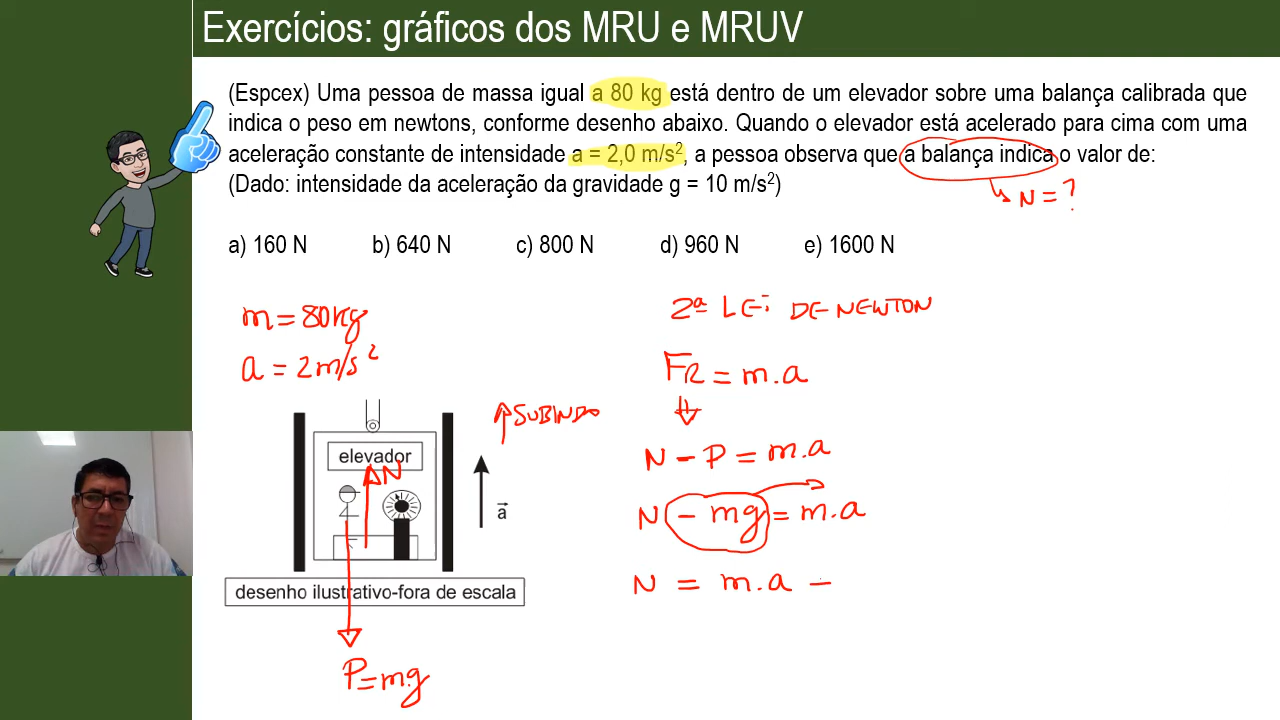 Exercícios: gráficos dos MRU e MRUV
(Espcex) Uma pessoa de massa igual a 80 kg está dentro de um elevador sobre uma balança calibrada que
indica o peso em newtons, conforme desenho abaixo. Quando o elevador está acelerado para cima com uma
aceleração constante de intensidade a = 2,0 m/s², a pessoa observa que a balança indica o valor de:
(Dado: intensidade da aceleração da gravidade g = 10 m/s²)
N = ?
a) 160 N b) 640 N c) 800 N d) 960 N e) 1600 N
m = 80kg
a = 2m/s²
2ª LEi DE NEWTON
FR = m.a
↑ SUBINDO
N - P = m.a
elevador
N
a⃗
N - mg = m.a
N = m.a -
desenho ilustrativo-fora de escala
P=mg